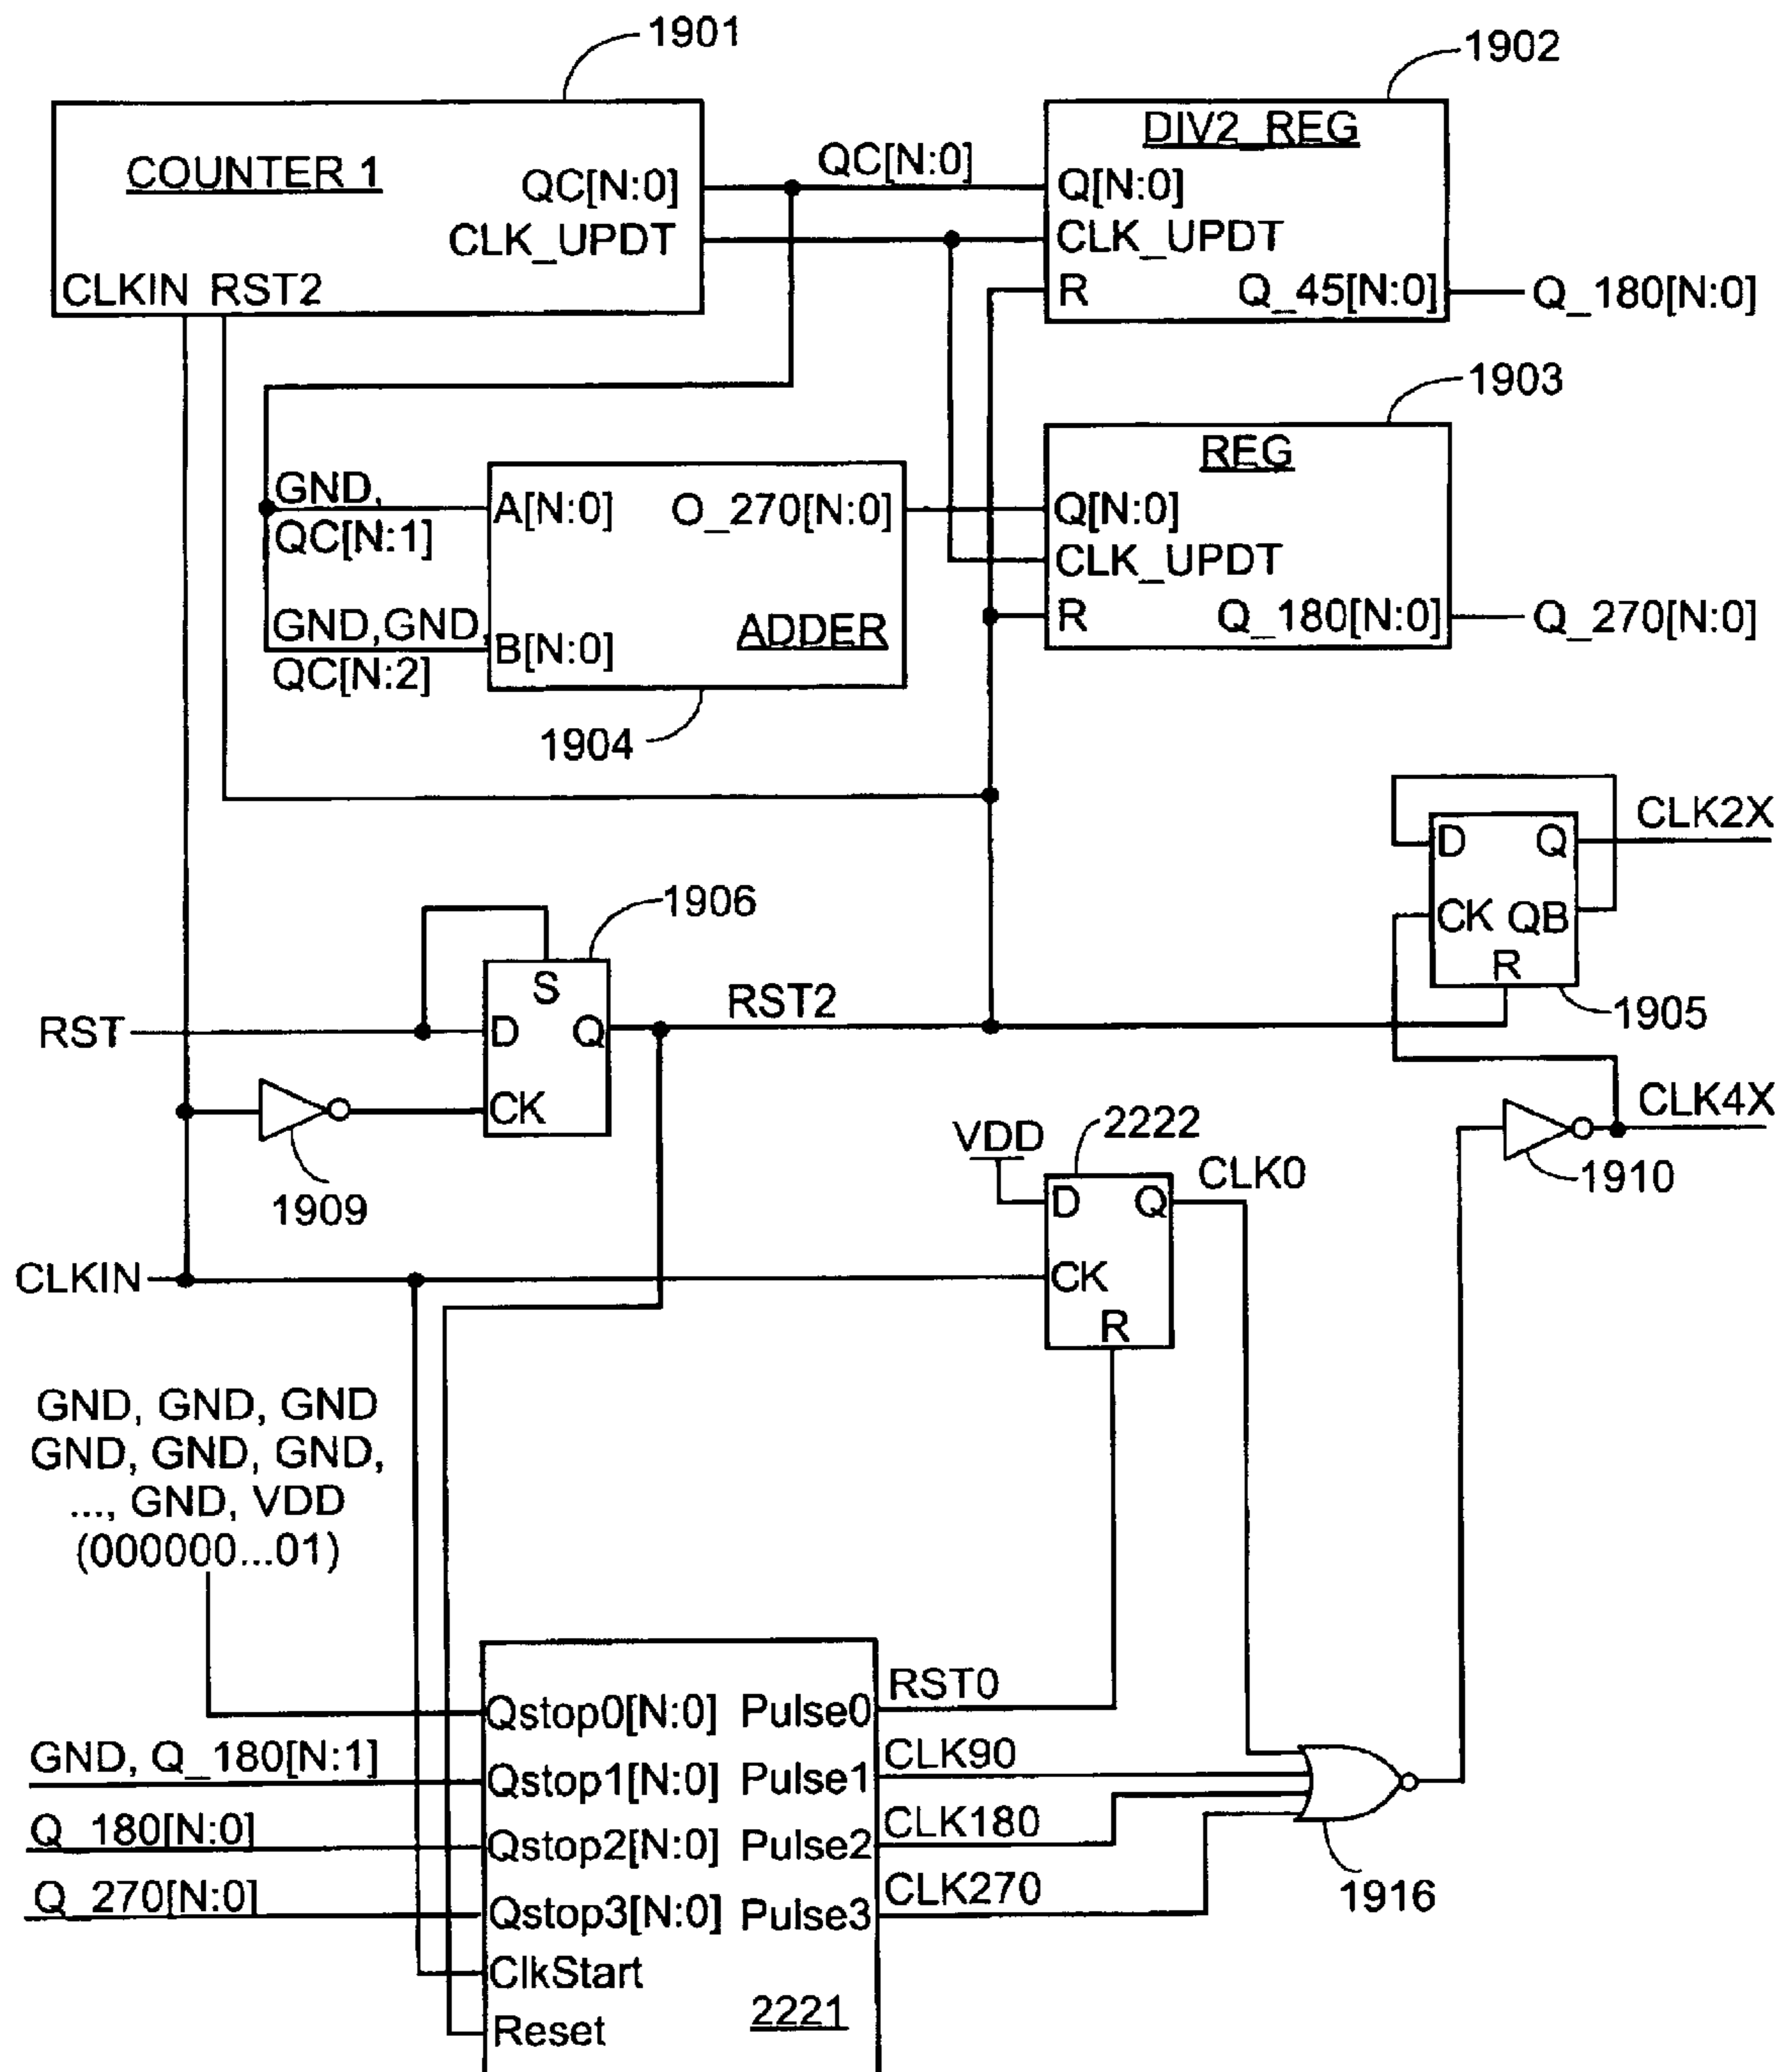 1901
1902
COUNTER 1
QC[N:0]
CLK_UPDT
CLKIN RST2
QC[N:0]
DIV2_REG
Q[N:0]
CLK_UPDT
R
Q_45[N:0]
Q_180[N:0]
1903
GND,
QC[N:1]
GND,GND,
QC[N:2]
A[N:0]
O_270[N:0]
B[N:0]
ADDER
1904
REG
Q[N:0]
CLK_UPDT
R
Q_180[N:0]
Q_270[N:0]
D
Q
CLK2X
CK
QB
R
1905
1906
RST
S
D
Q
CK
RST2
1909
VDD
2222
D
Q
CLK0
CK
R
CLK4X
1910
CLKIN
GND, GND, GND
GND, GND, GND,
..., GND, VDD
(000000...01)
GND, Q_180[N:1]
Q_180[N:0]
Q_270[N:0]
Qstop0[N:0] Pulse0
Qstop1[N:0] Pulse1
Qstop2[N:0] Pulse2
Qstop3[N:0] Pulse3
ClkStart
Reset
2221
RST0
CLK90
CLK180
CLK270
1916